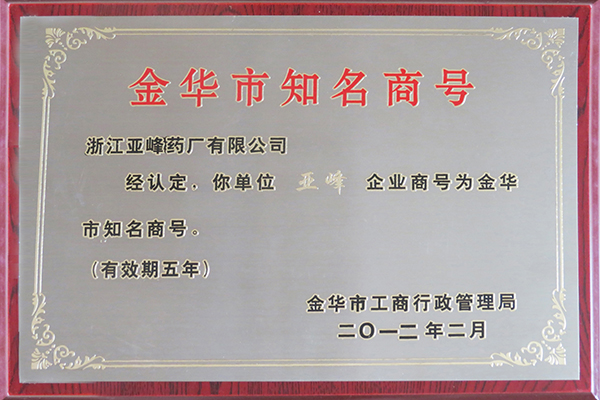 金华市知名商号
浙江亚峰药厂有限公司
经认定，你单位 亚峰 企业商号为金华
市知名商号。
（有效期五年）
金华市工商行政管理局
二〇一二年二月